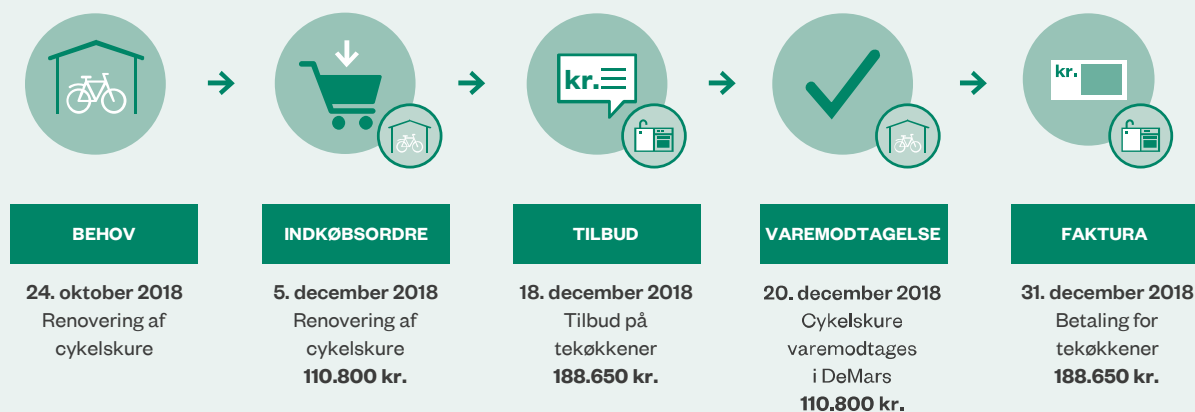 kr.
kr.
BEHOV
INDKØBSORDRE
TILBUD
VAREMODTAGELSE
FAKTURA
24. oktober 2018
Renovering af
cykelskure
5. december 2018
Renovering af
cykelskure
110.800 kr.
18. december 2018
Tilbud på
tekøkkener
188.650 kr.
20. december 2018
Cykelskure
varemodtages
i DeMars
110.800 kr.
31. december 2018
Betaling for
tekøkkener
188.650 kr.